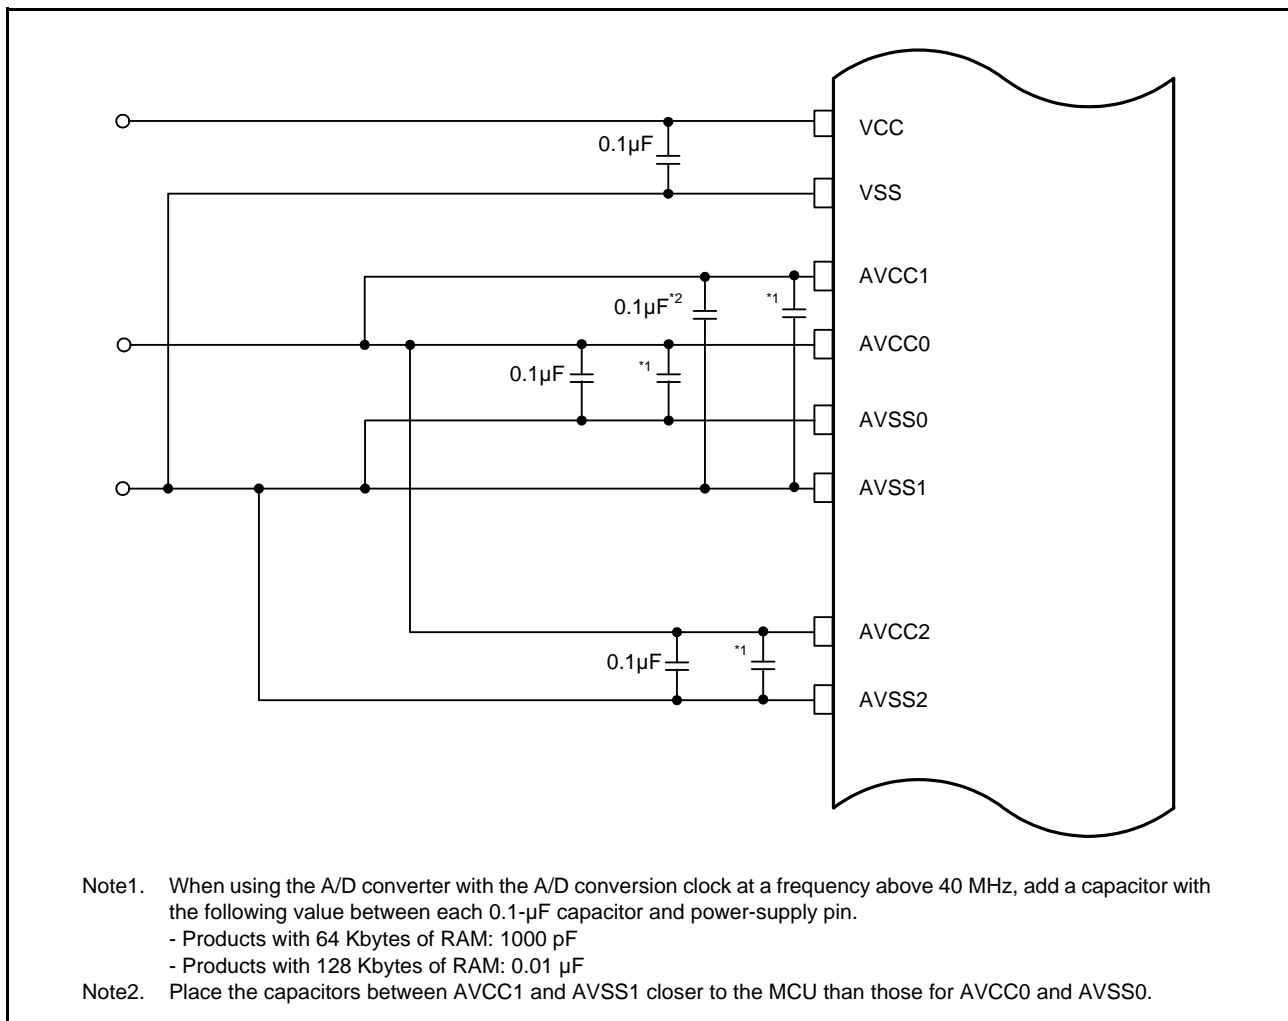 VCC
0.1µF
VSS
AVCC1
0.1µF*2
*1
AVCC0
0.1µF
*1
AVSS0
AVSS1
AVCC2
0.1µF
*1
AVSS2
Note1. When using the A/D converter with the A/D conversion clock at a frequency above 40 MHz, add a capacitor with
the following value between each 0.1-µF capacitor and power-supply pin.
- Products with 64 Kbytes of RAM: 1000 pF
- Products with 128 Kbytes of RAM: 0.01 µF
Note2. Place the capacitors between AVCC1 and AVSS1 closer to the MCU than those for AVCC0 and AVSS0.